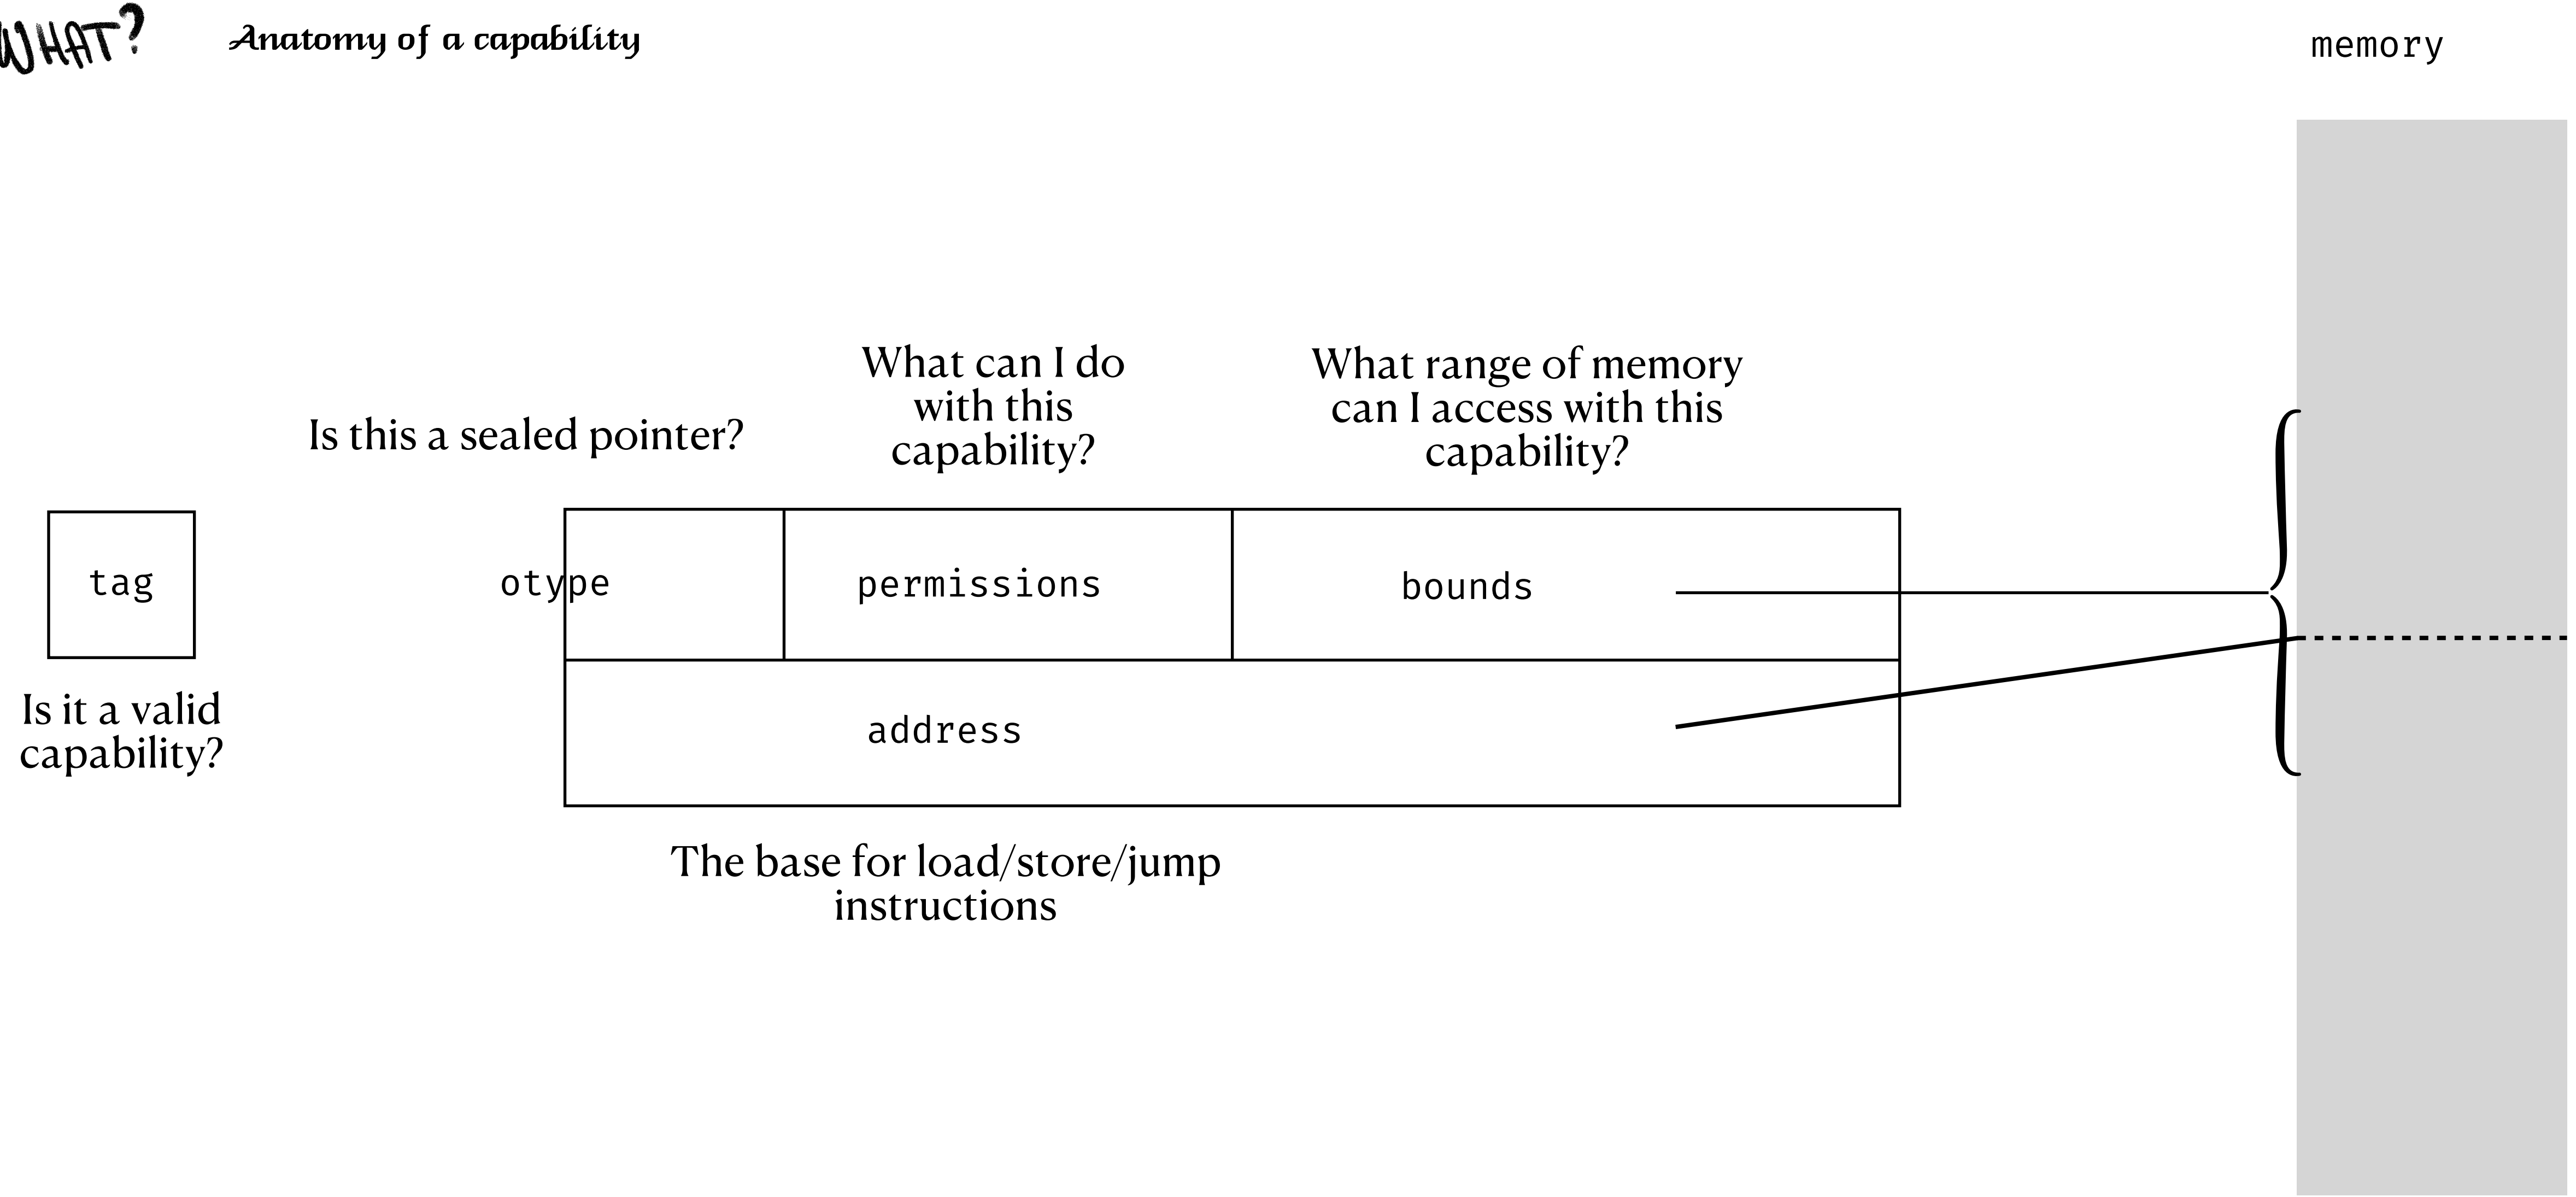 WHAT?
Anatomy of a capability
memory
Is this a sealed pointer?
What can I do
with this
capability?
What range of memory
can I access with this
capability?
tag
otype
permissions
bounds
Is it a valid
capability?
address
The base for load/store/jump
instructions